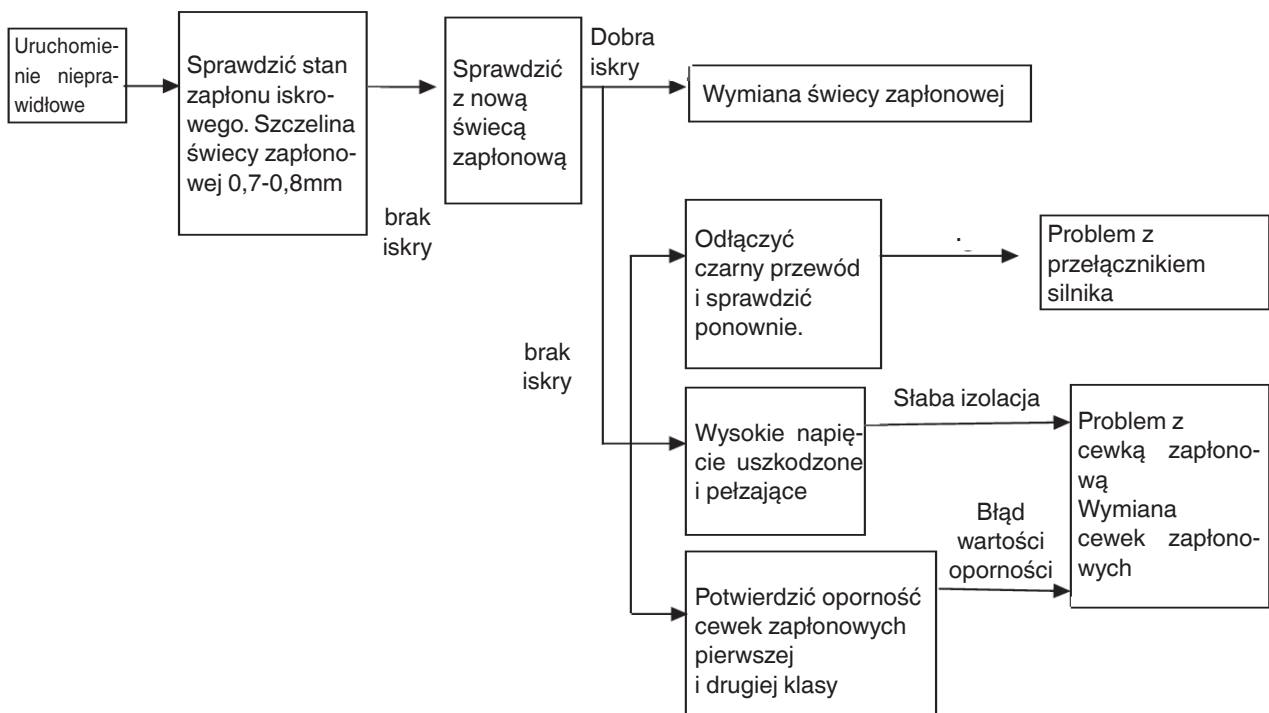 Uruchomie-
nie niepra-
widłowe
Sprawdzić stan
zapłonu iskro-
wego. Szczelina
świecy zapłono-
wej 0,7-0,8mm
brak
iskry
Sprawdzić
z nową
świecą
zapłonową
Dobra
iskry
Wymiana świecy zapłonowej
brak
iskry
Odłączyć
czarny przewód
i sprawdzić
ponownie.
Problem z
przełącznikiem
silnika
Wysokie napię-
cie uszkodzone
i pełzające
Słaba izolacja
Problem z
cewką zapłono-
wą
Wymiana
cewek zapłono-
wych
Potwierdzić oporność
cewek zapłonowych
pierwszej
i drugiej klasy
Błąd
wartości
oporności